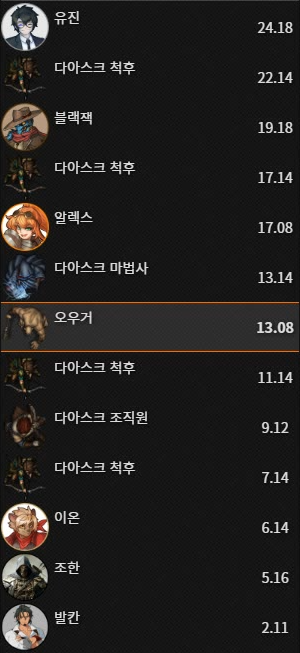 유진
24.18
다아스크 척후
22.14
블랙잭
19.18
다아스크 척후
17.14
알렉스
17.08
다아스크 마법사
13.14
오우거
13.08
다아스크 척후
11.14
다아스크 조직원
9.12
다아스크 척후
7.14
이온
6.14
조한
5.16
발칸
2.11